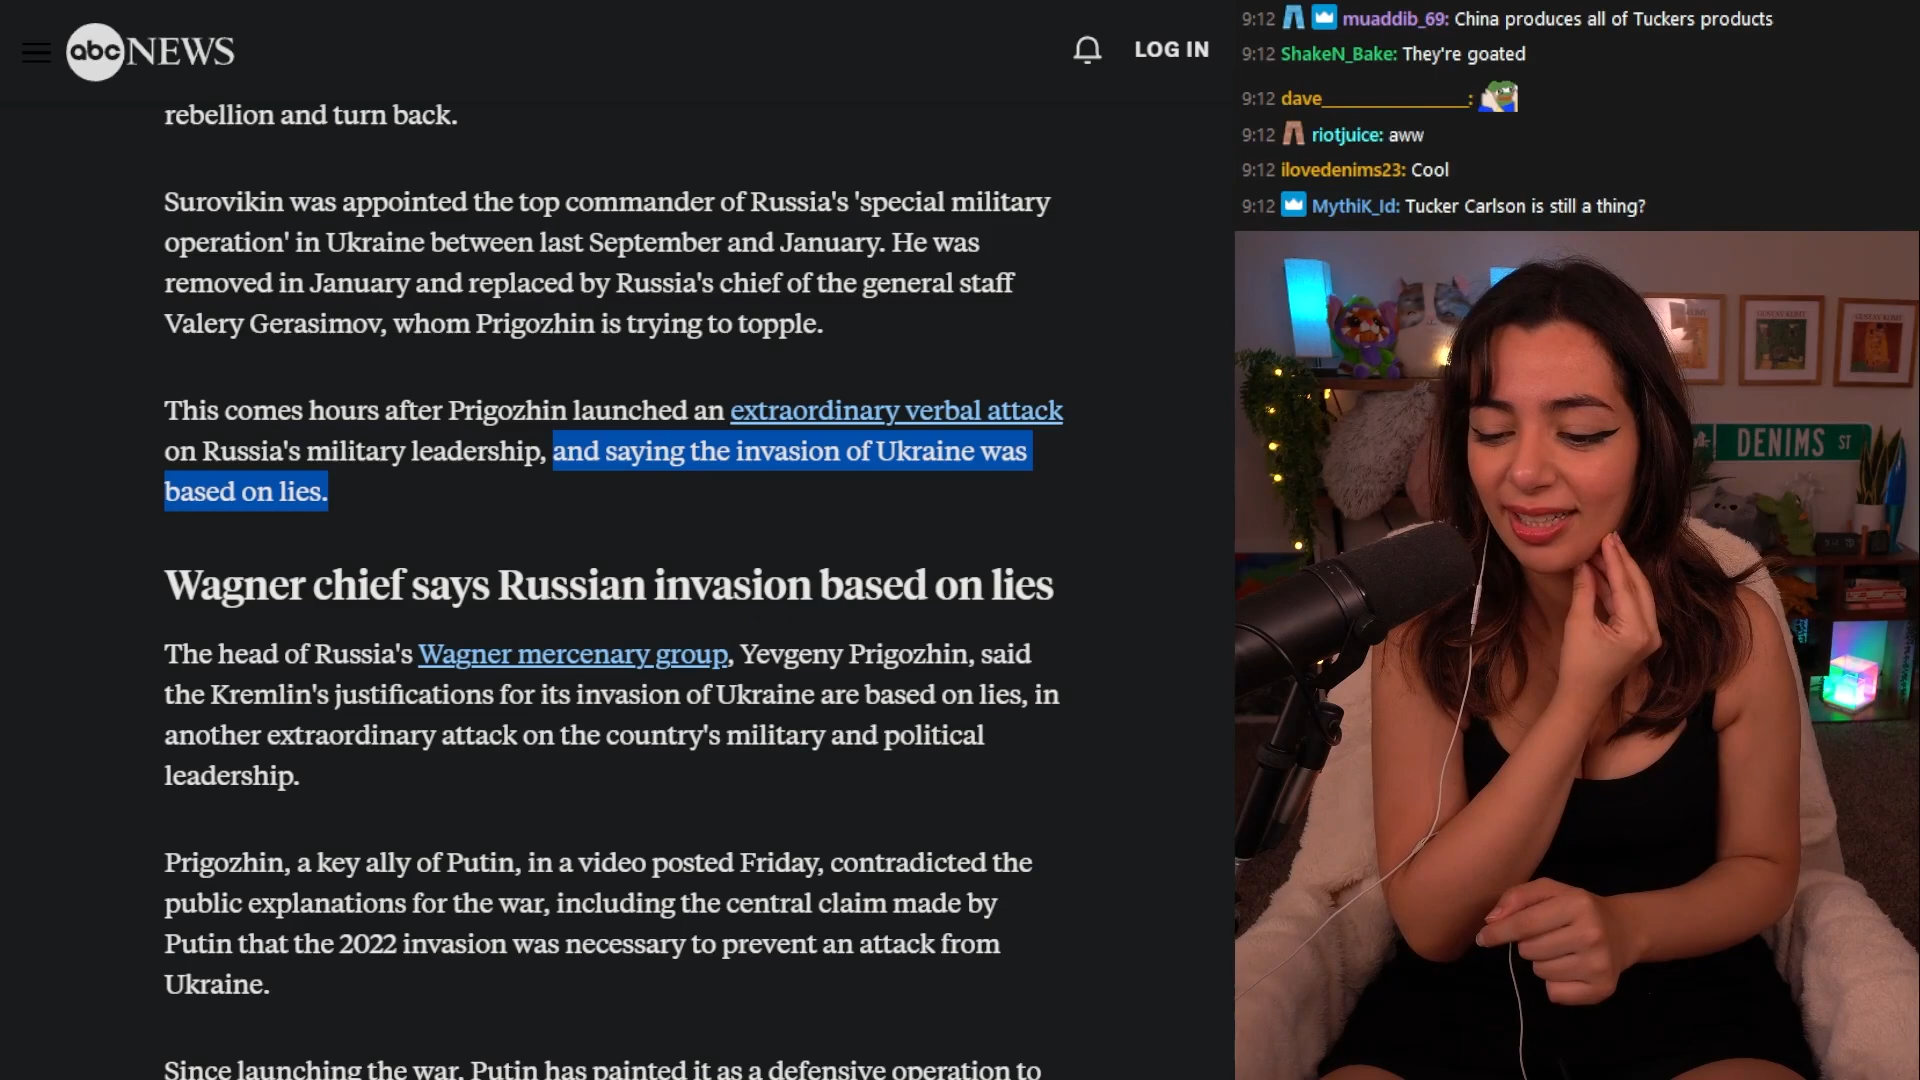 abc NEWS
LOG IN
rebellion and turn back.
Surovikin was appointed the top commander of Russia's 'special military
operation' in Ukraine between last September and January. He was
removed in January and replaced by Russia's chief of the general staff
Valery Gerasimov, whom Prigozhin is trying to topple.
This comes hours after Prigozhin launched an extraordinary verbal attack
on Russia's military leadership, and saying the invasion of Ukraine was
based on lies.
Wagner chief says Russian invasion based on lies
The head of Russia's Wagner mercenary group, Yevgeny Prigozhin, said
the Kremlin's justifications for its invasion of Ukraine are based on lies, in
another extraordinary attack on the country's military and political
leadership.
Prigozhin, a key ally of Putin, in a video posted Friday, contradicted the
public explanations for the war, including the central claim made by
Putin that the 2022 invasion was necessary to prevent an attack from
Ukraine.
Since launching the war, Putin has painted it as a defensive operation to
9:12 muaddib_69: China produces all of Tuckers products
9:12 ShakeN_Bake: They're goated
9:12 dave________________:
9:12 riotjuice: aww
9:12 ilovedenims23: Cool
9:12 MythiK_Id: Tucker Carlson is still a thing?
GUSTAV KLIMT
GUSTAV KLIMT
DENIMS ST